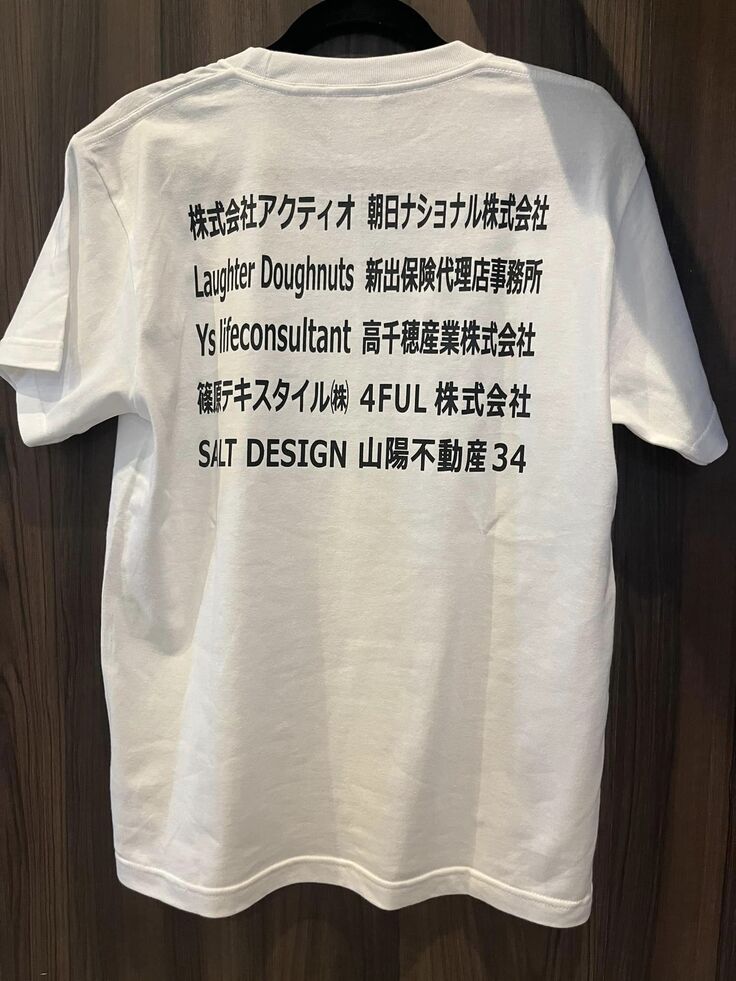 株式会社アクティオ 朝日ナショナル株式会社
Laughter Doughnuts 新出保険代理店事務所
Ys lifeconsultant 高千穂産業株式会社
篠原テキスタイル㈱ 4FUL 株式会社
SALT DESIGN 山陽不動産34